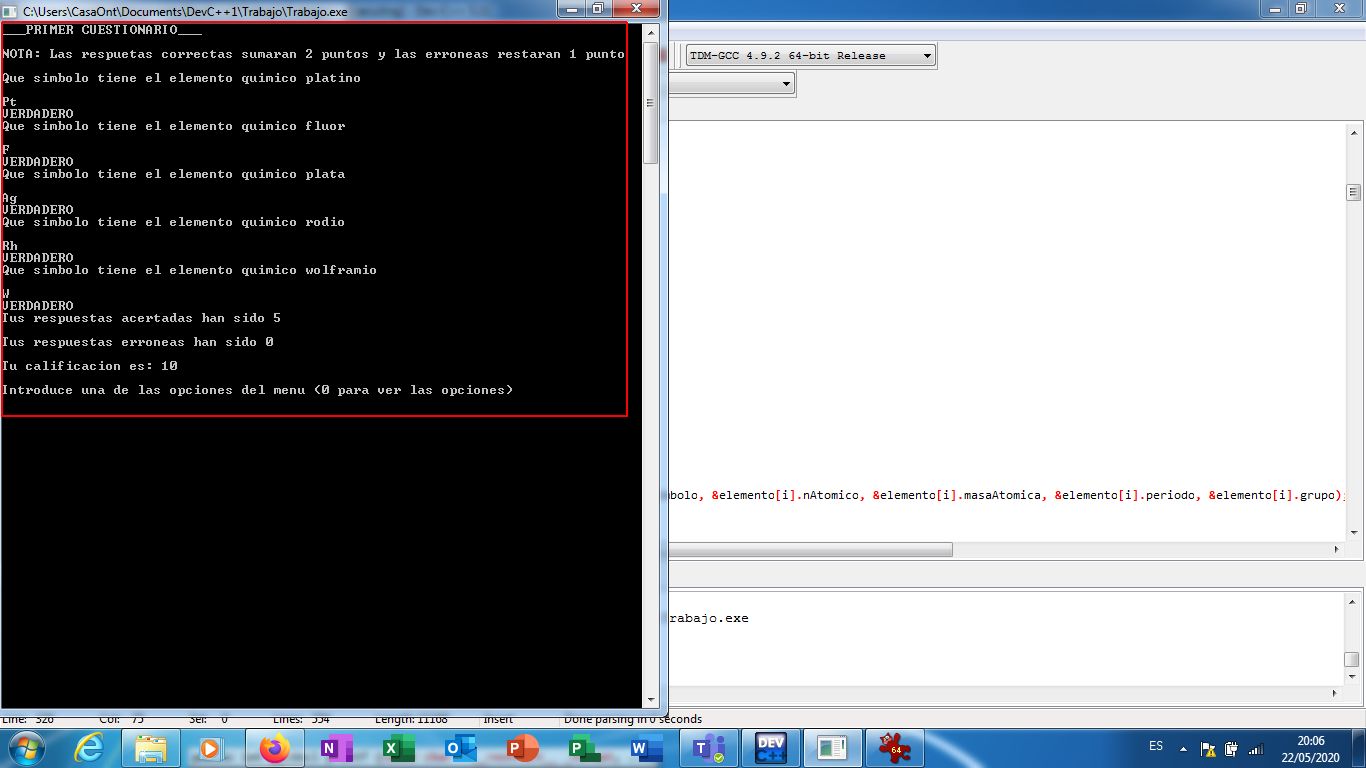 C:\Users\CasaOnt\Documents\DevC++1\Trabajo\Trabajo.exe
___PRIMER CUESTIONARIO___
NOTA: Las respuetas correctas sumaran 2 puntos y las erroneas restaran 1 punto
Que simbolo tiene el elemento quimico platino
Pt
VERDADERO
Que simbolo tiene el elemento quimico fluor
F
VERDADERO
Que simbolo tiene el elemento quimico plata
Ag
VERDADERO
Que simbolo tiene el elemento quimico rodio
Rh
VERDADERO
Que simbolo tiene el elemento quimico wolframio
W
VERDADERO
Tus respuestas acertadas han sido 5
Tus respuestas erroneas han sido 0
Tu calificacion es: 10
Introduce una de las opciones del menu (0 para ver las opciones)
TDM-GCC 4.9.2 64-bit Release
bolo, &elemento[i].nAtomico, &elemento[i].masaAtomica, &elemento[i].periodo, &elemento[i].grupo);
rabajo.exe
Line: 326 Col: 75 Sel: 0 Lines: 554 Length: 11168 Insert Done parsing in 0 seconds
N X O P P W T DEV C++ 64
ES 20:06
22/05/2020